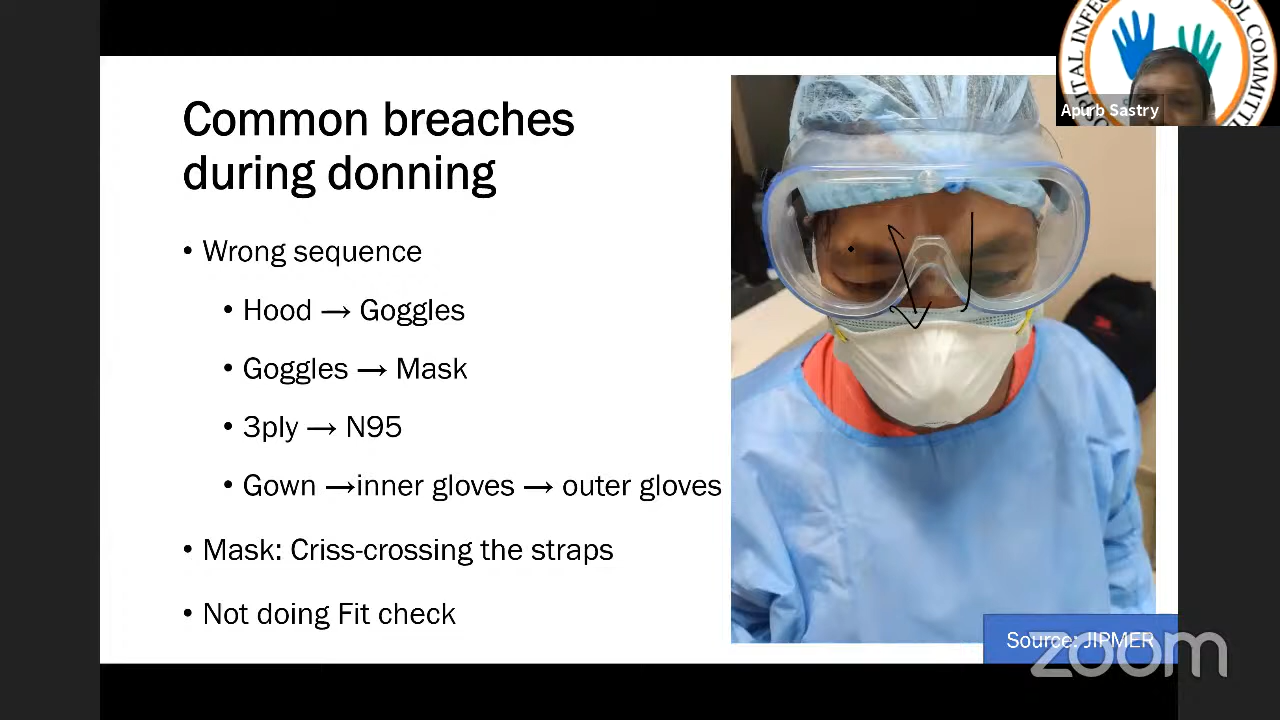 Common breaches
during donning
• Wrong sequence
• Hood → Goggles
• Goggles → Mask
• 3ply → N95
• Gown →inner gloves → outer gloves
• Mask: Criss-crossing the straps
• Not doing Fit check
Apurb Sastry
Source: JIPMER
zoom